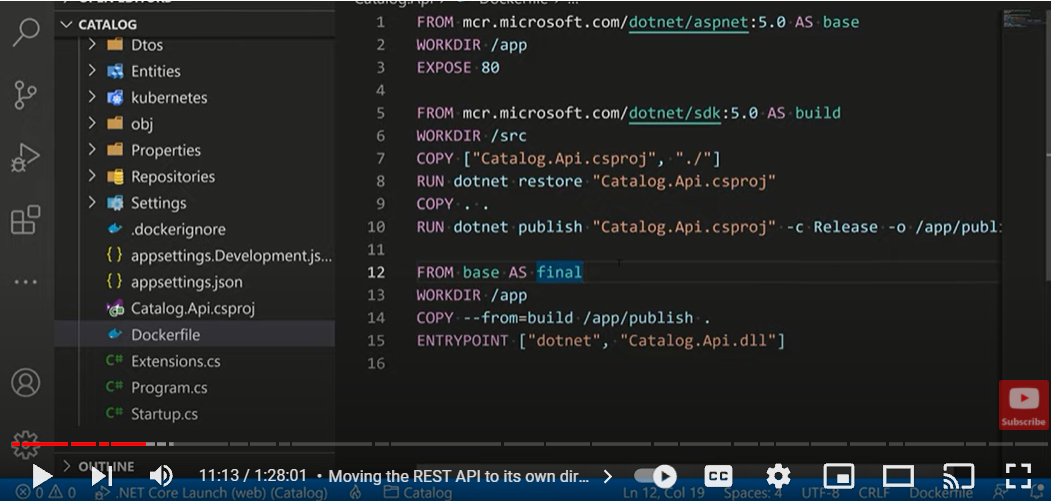 CATALOG
Dtos
Entities
kubernetes
obj
Properties
Repositories
Settings
.dockerignore
appsettings.Development.js...
appsettings.json
Catalog.Api.csproj
Dockerfile
Extensions.cs
Program.cs
Startup.cs
OUTLINE
1 FROM mcr.microsoft.com/dotnet/aspnet:5.0 AS base
2 WORKDIR /app
3 EXPOSE 80
4
5 FROM mcr.microsoft.com/dotnet/sdk:5.0 AS build
6 WORKDIR /src
7 COPY ["Catalog.Api.csproj", "./"]
8 RUN dotnet restore "Catalog.Api.csproj"
9 COPY . .
10 RUN dotnet publish "Catalog.Api.csproj" -c Release -o /app/publ
11
12 FROM base AS final
13 WORKDIR /app
14 COPY --from=build /app/publish .
15 ENTRYPOINT ["dotnet", "Catalog.Api.dll"]
16
Subscribe
11:13 / 1:28:01 • Moving the REST API to its own dir...
CC
0 0 .NET Core Launch (web) (Catalog) Catalog Ln 12, Col 19 Spaces: 4 UTF-8 CRLF Dockerfile